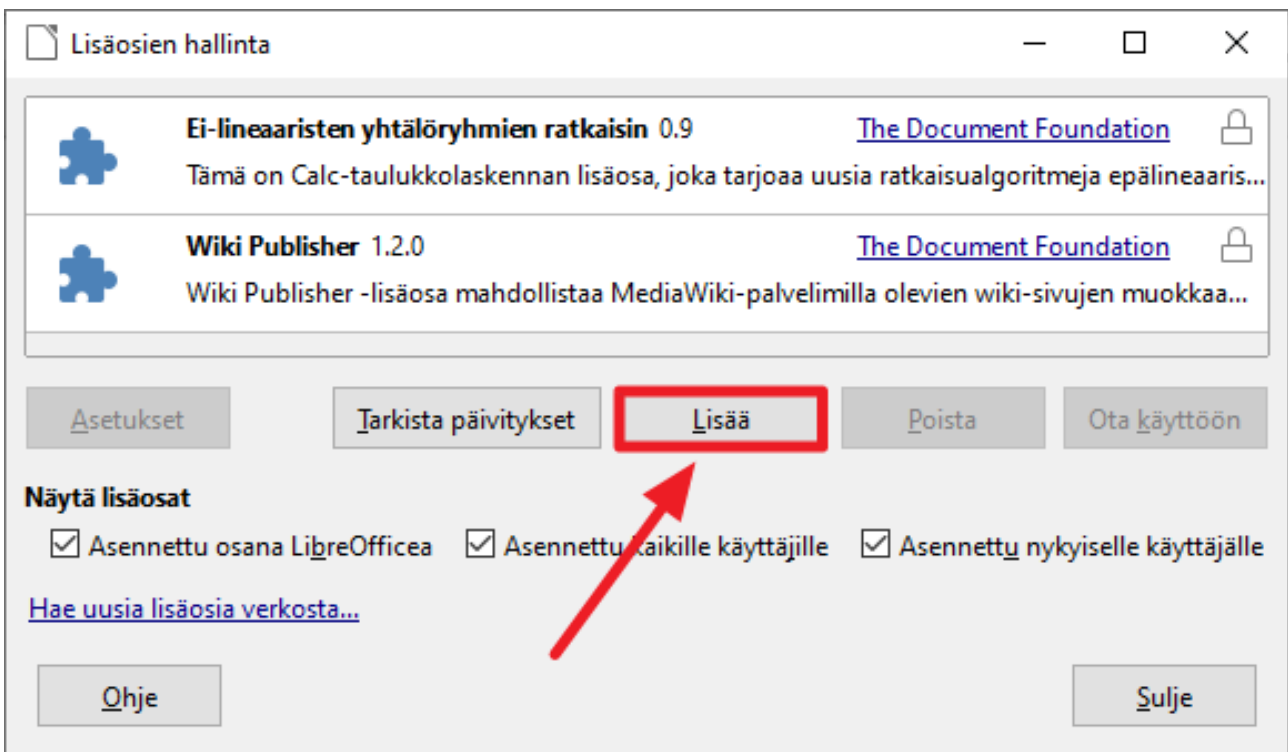 Lisäosien hallinta
Ei-lineaaristen yhtälöryhmien ratkaisin 0.9 The Document Foundation
Tämä on Calc-taulukkolaskennan lisäosa, joka tarjoaa uusia ratkaisualgoritmeja epälineaaris...
Wiki Publisher 1.2.0 The Document Foundation
Wiki Publisher -lisäosa mahdollistaa MediaWiki-palvelimilla olevien wiki-sivujen muokkaa...
Asetukset Tarkista päivitykset Lisää Poista Ota käyttöön
Näytä lisäosat
Asennettu osana LibreOfficea Asennettu kaikille käyttäjille Asennettu nykyiselle käyttäjälle
Hae uusia lisäosia verkosta...
Ohje Sulje